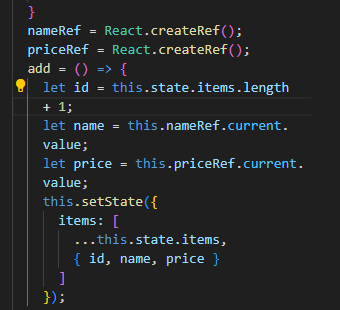 }
nameRef = React.createRef();
priceRef = React.createRef();
add = () => {
let id = this.state.items.length
+ 1;
let name = this.nameRef.current.
value;
let price = this.priceRef.current.
value;
this.setState({
items: [
...this.state.items,
{ id, name, price }
]
});